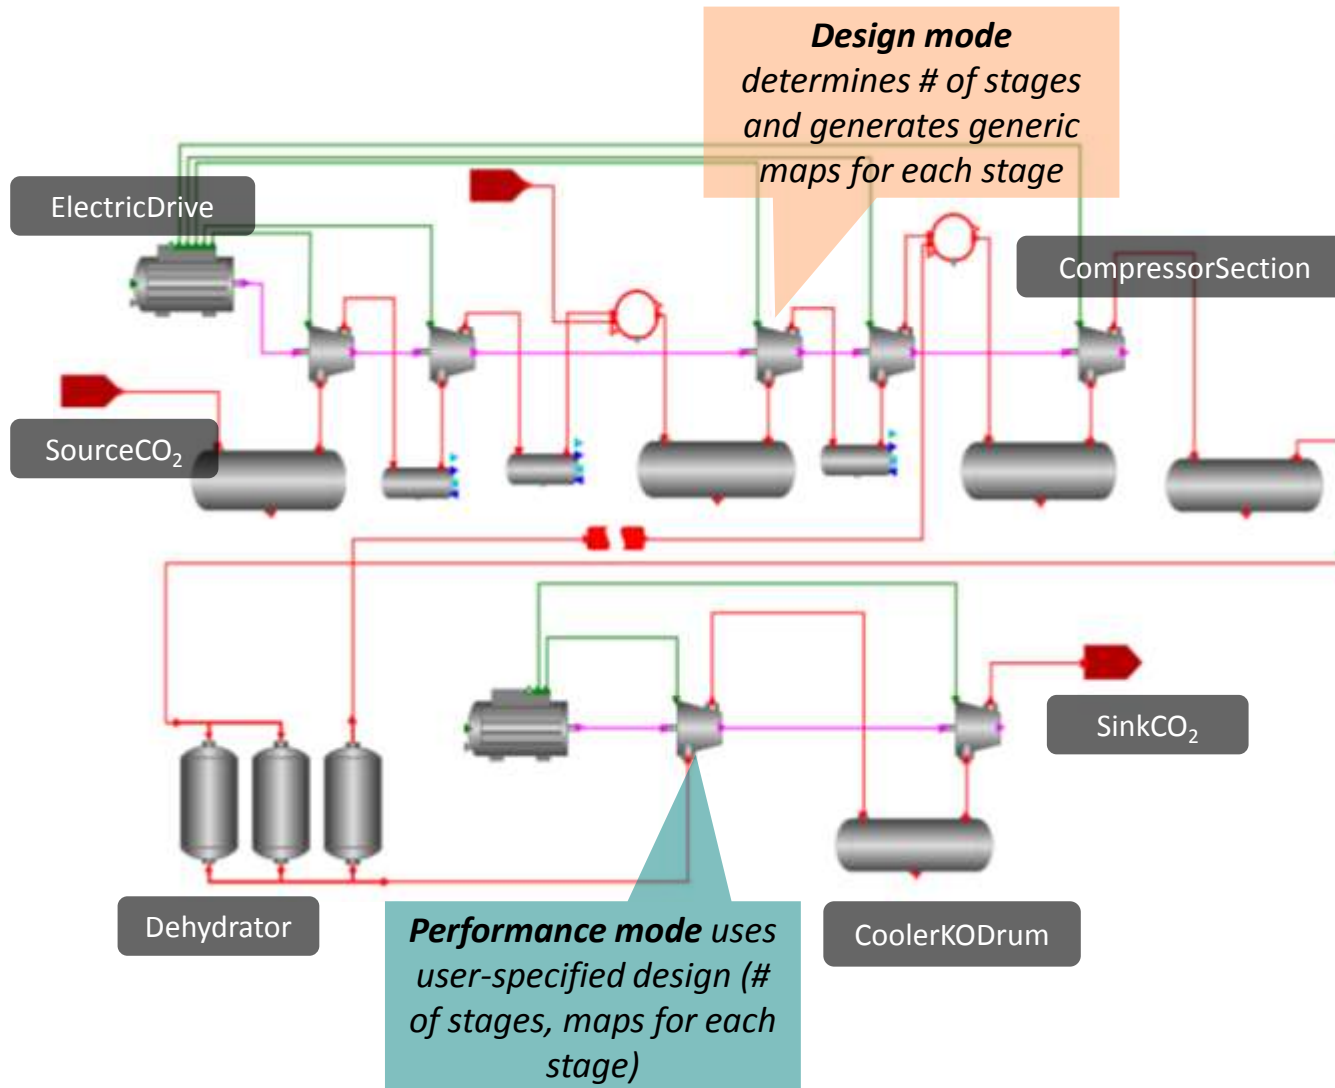 Design mode
determines # of stages
and generates generic
maps for each stage
ElectricDrive
CompressorSection
SourceCO₂
SinkCO₂
Dehydrator
CoolerKODrum
Performance mode uses
user-specified design (#
of stages, maps for each
stage)